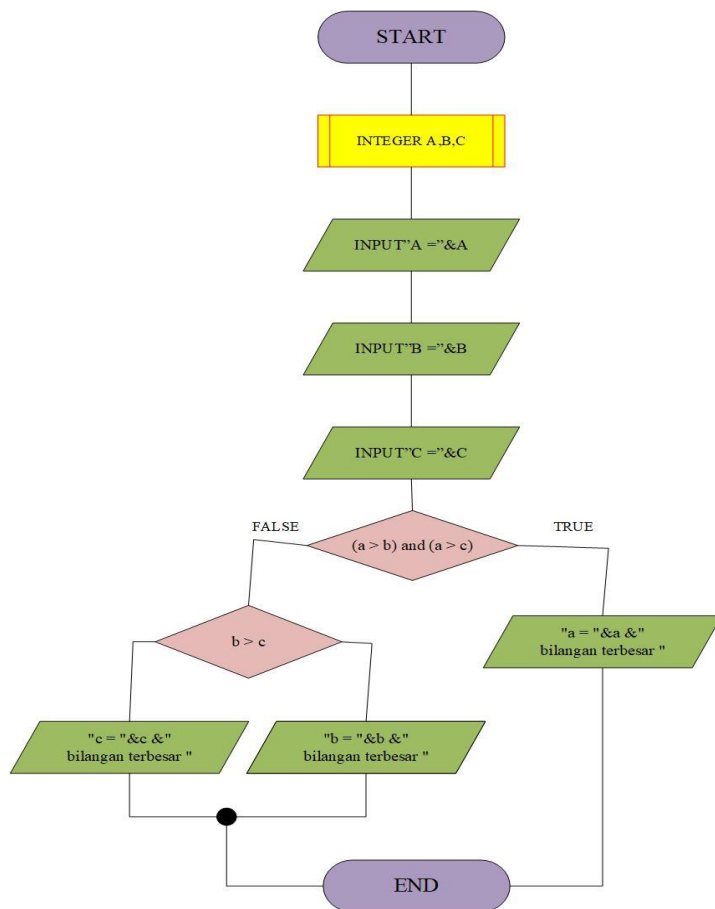 START
INTEGER A,B,C
INPUT”A =”&A
INPUT”B =”&B
INPUT”C =”&C
FALSE
TRUE
(a > b) and (a > c)
b > c
"a = "&a &"
bilangan terbesar "
"c = "&c &"
bilangan terbesar "
"b = "&b &"
bilangan terbesar "
END